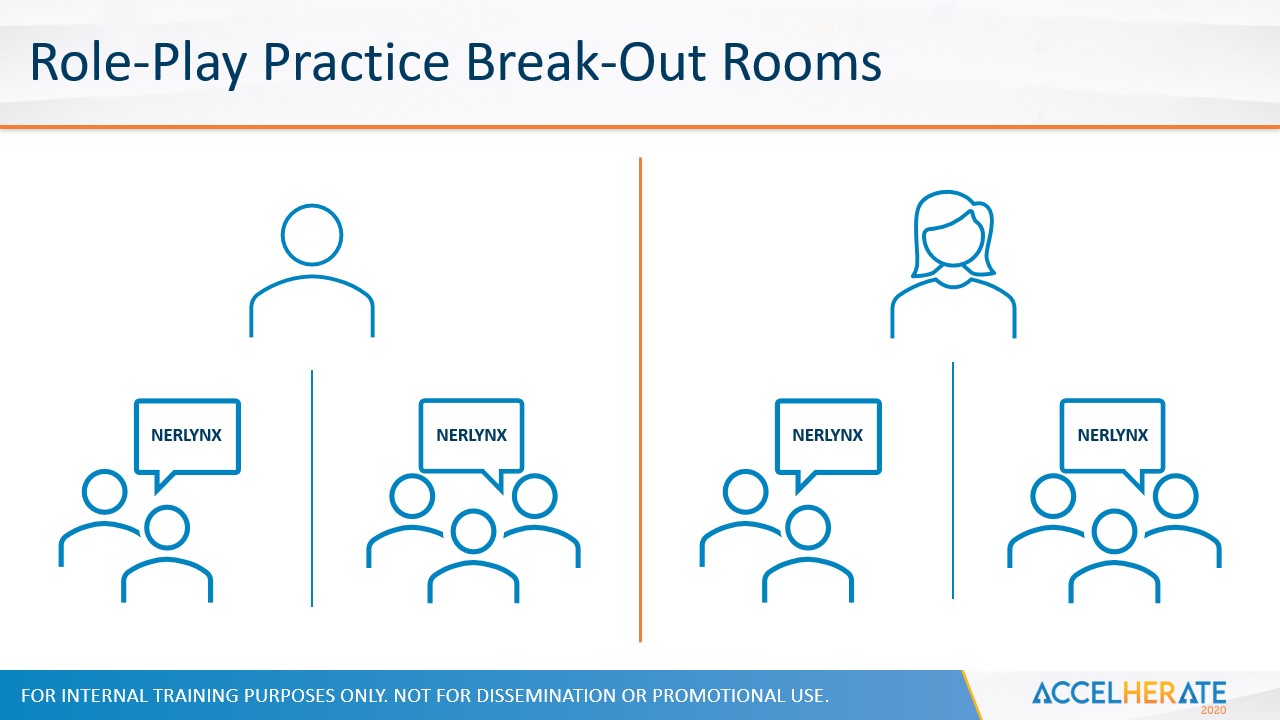 Role-Play Practice Break-Out Rooms
NERLYNX
NERLYNX
NERLYNX
NERLYNX
FOR INTERNAL TRAINING PURPOSES ONLY. NOT FOR DISSEMINATION OR PROMOTIONAL USE.
ACCELHERATE
2020